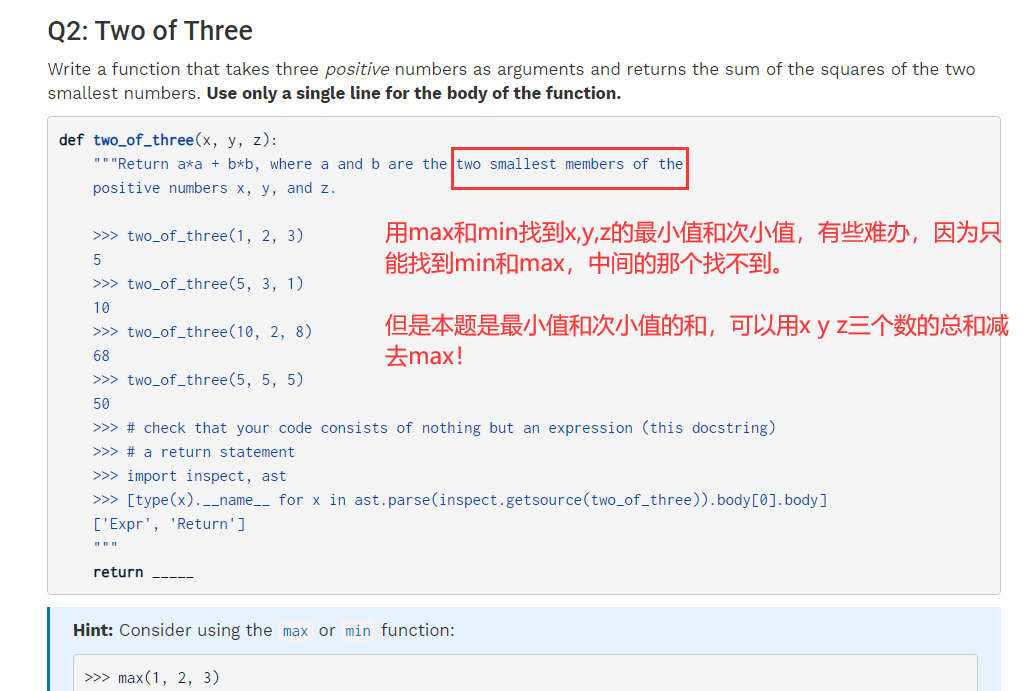 Q2: Two of Three
Write a function that takes three positive numbers as arguments and returns the sum of the squares of the two
smallest numbers. Use only a single line for the body of the function.
def two_of_three(x, y, z):
"""Return a*a + b*b, where a and b are the two smallest members of the
positive numbers x, y, and z.
>>> two_of_three(1, 2, 3)
5
>>> two_of_three(5, 3, 1)
10
>>> two_of_three(10, 2, 8)
68
>>> two_of_three(5, 5, 5)
50
用max和min找到x,y,z的最小值和次小值，有些难办，因为只
能找到min和max，中间的那个找不到。
但是本题是最小值和次小值的和，可以用x y z三个数的总和减
去max！
>>> # check that your code consists of nothing but an expression (this docstring)
>>> # a return statement
>>> import inspect, ast
>>> [type(x).__name__ for x in ast.parse(inspect.getsource(two_of_three)).body[0].body]
['Expr', 'Return']
"""
return _____
Hint: Consider using the max or min function:
>>> max(1, 2, 3)